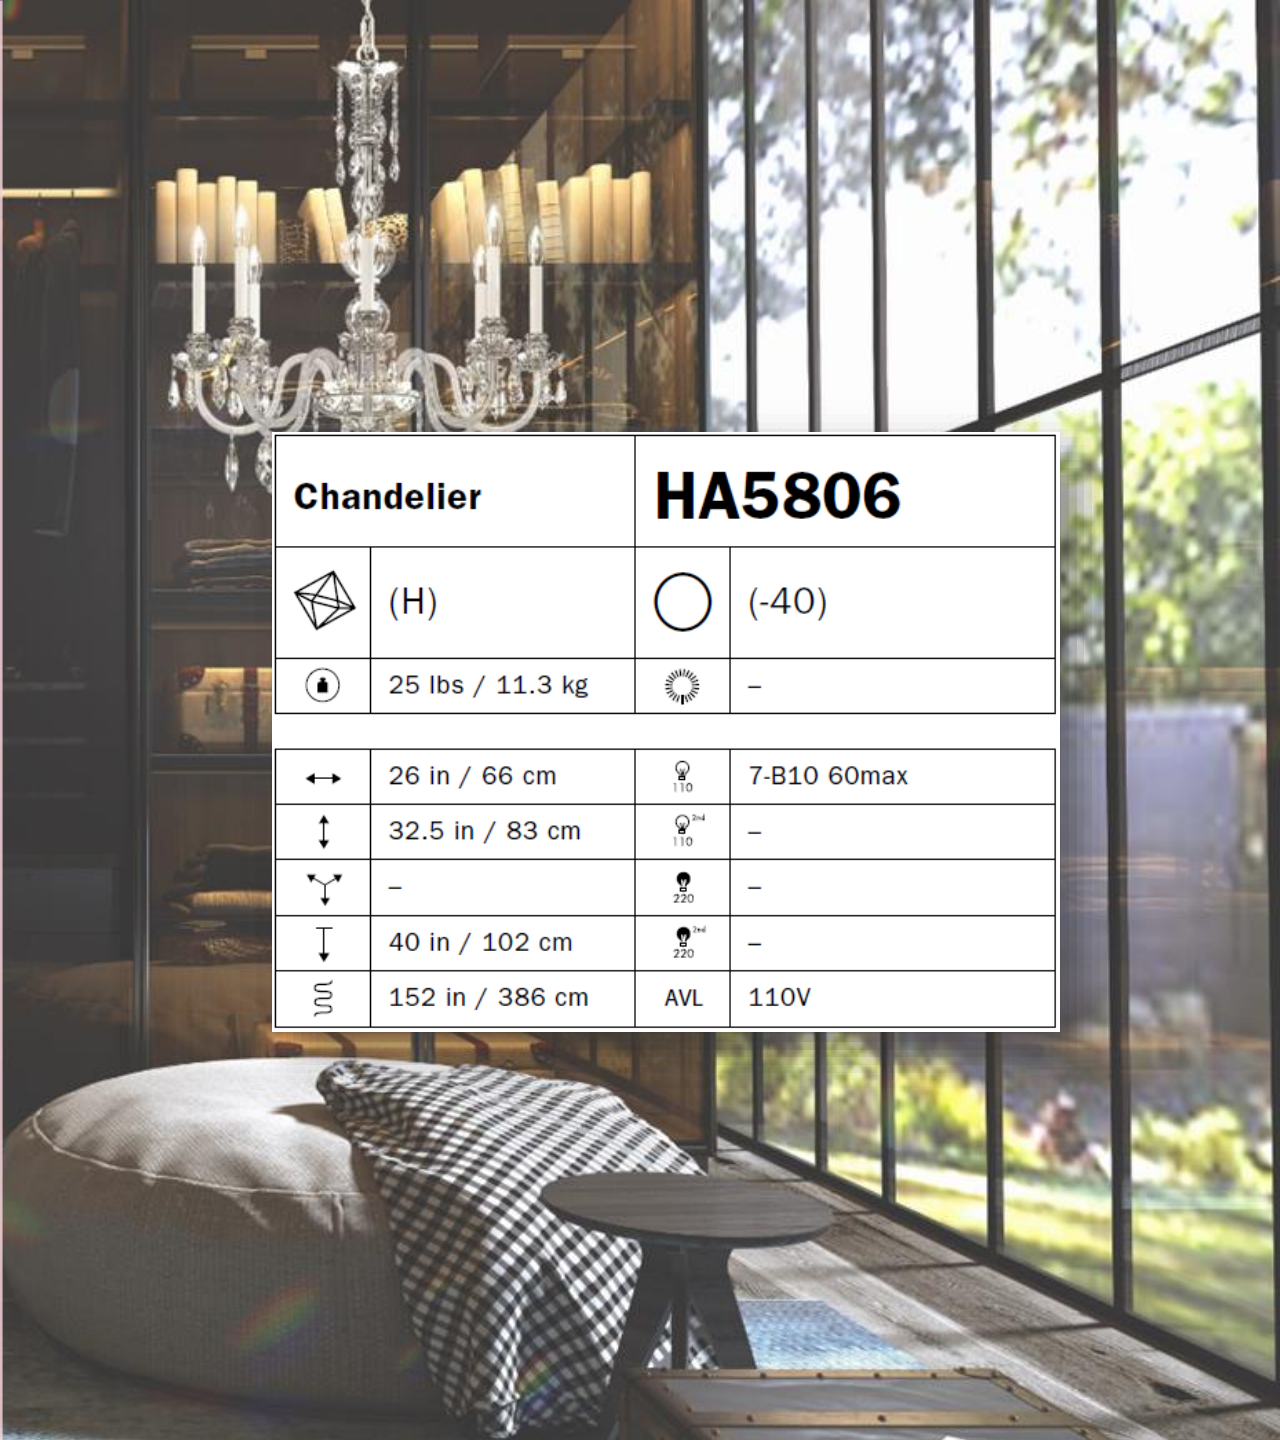 Chandelier HA5806
(H) (-40)
25 lbs / 11.3 kg –
26 in / 66 cm 110 7-B10 60max
32.5 in / 83 cm 2nd 110 –
– 220 –
40 in / 102 cm 2nd 220 –
152 in / 386 cm AVL 110V